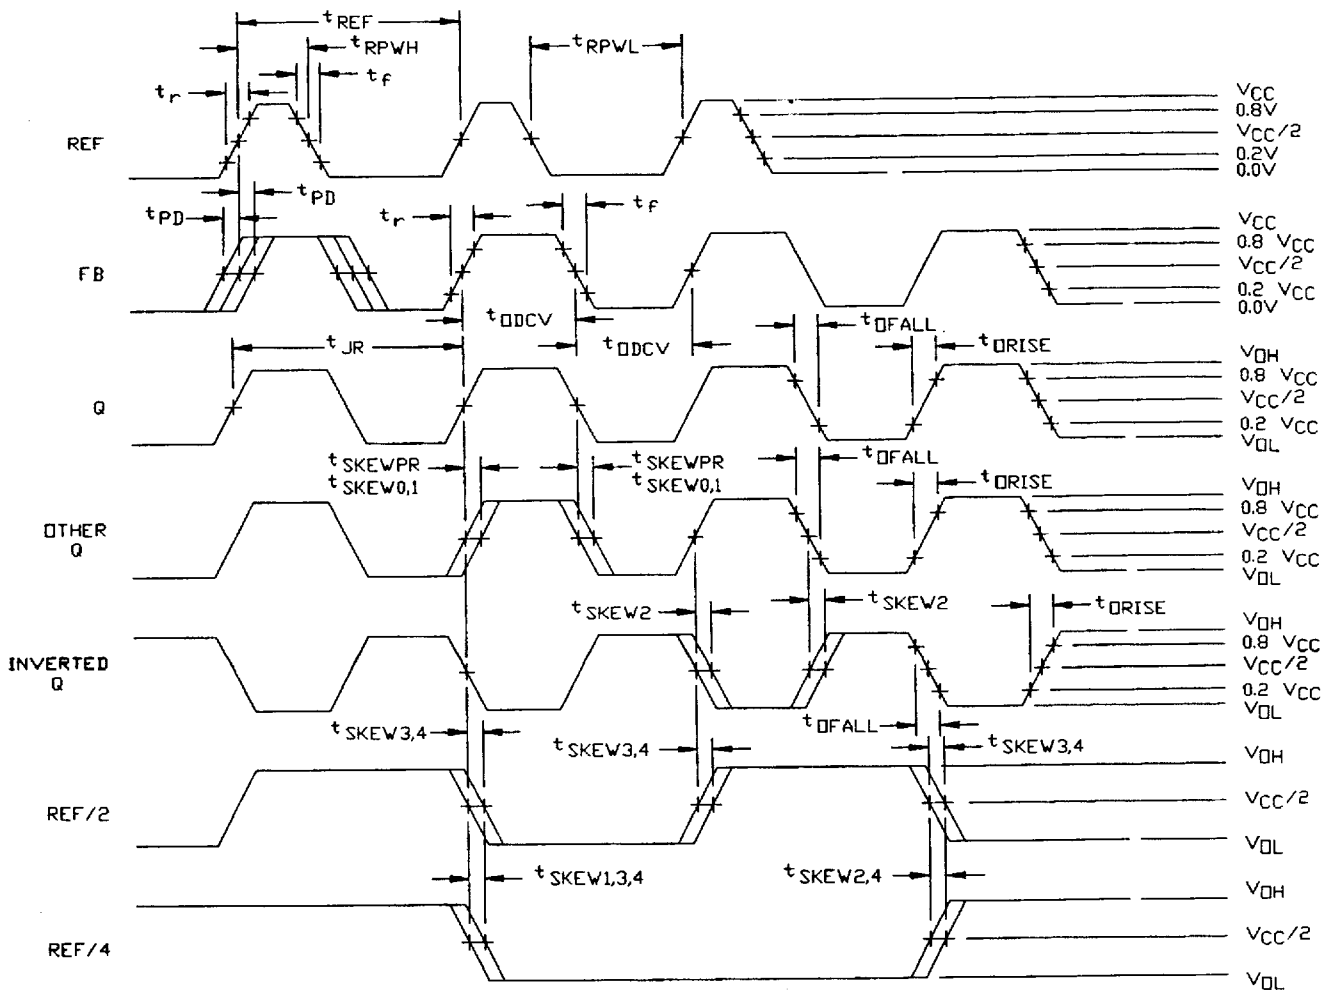 tREF
tRPWH
tRPWL
tr
tf
REF
VCC
0.8V
VCC/2
0.2V
0.0V
tPD
tPD
tr
tf
FB
VCC
0.8 VCC
VCC/2
0.2 VCC
0.0V
tODCV
tODCV
tOFALL
tORISE
tJR
Q
VOH
0.8 VCC
VCC/2
0.2 VCC
VOL
tSKEWPR
tSKEW0,1
tSKEWPR
tSKEW0,1
tOFALL
tORISE
OTHER
Q
VOH
0.8 VCC
VCC/2
0.2 VCC
VOL
tSKEW2
tSKEW2
tORISE
INVERTED
Q
VOH
0.8 VCC
VCC/2
0.2 VCC
VOL
tSKEW3,4
tSKEW3,4
tOFALL
tSKEW3,4
REF/2
VOH
VCC/2
VOL
tSKEW1,3,4
tSKEW2,4
REF/4
VOH
VCC/2
VOL